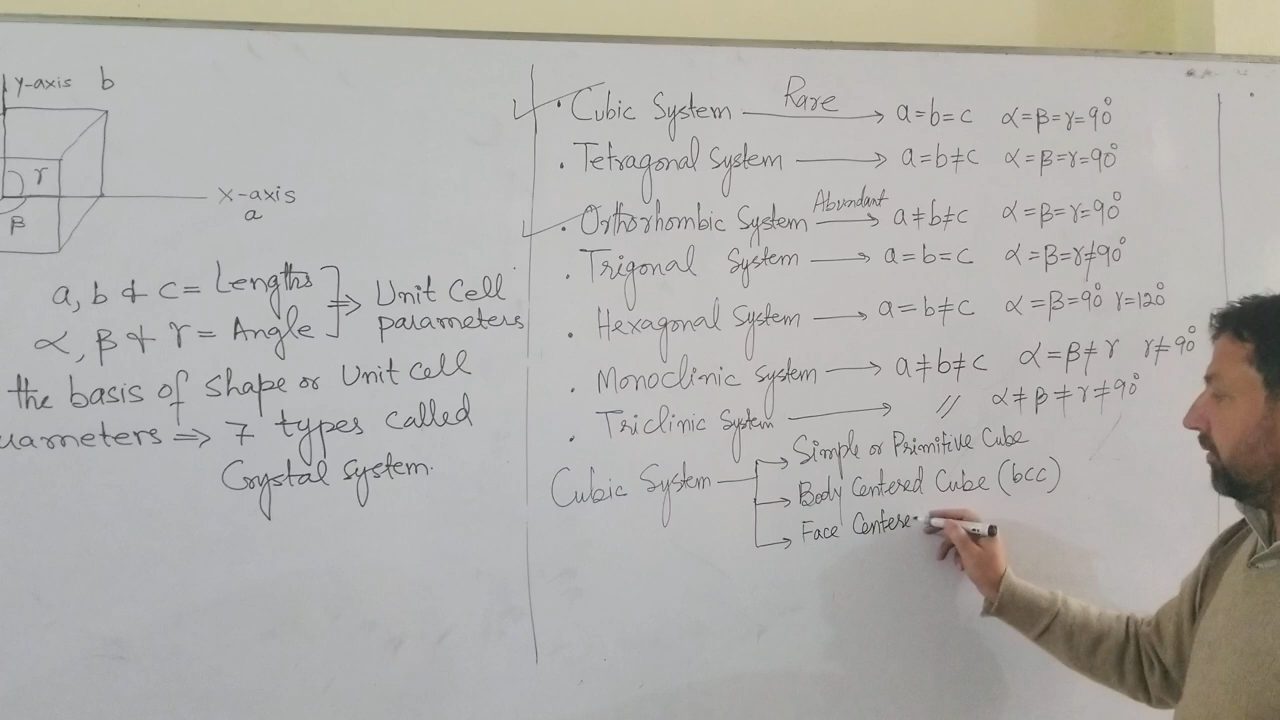 y-axis b
r
x-axis
a
β
a, b & c = Lengths
α, β & γ = Angle
⇒ Unit Cell
parameters
the basis of shape or Unit cell
arameters ⇒ 7 types called
Crystal system.
· Cubic System —Rare→ a=b=c α=β=γ=90°
· Tetragonal System → a=b≠c α=β=γ=90°
· Orthorhombic System —Abundant→ a≠b≠c α=β=γ=90°
· Trigonal System → a=b=c α=β=γ≠90°
· Hexagonal System → a=b≠c α=β=90° γ=120°
· Monoclinic System → a≠b≠c α=β≠γ γ≠90°
· Triclinic System → // α≠β≠γ≠90°
Cubic System → Simple or Primitive Cube
→ Body Centered Cube (bcc)
→ Face Centere